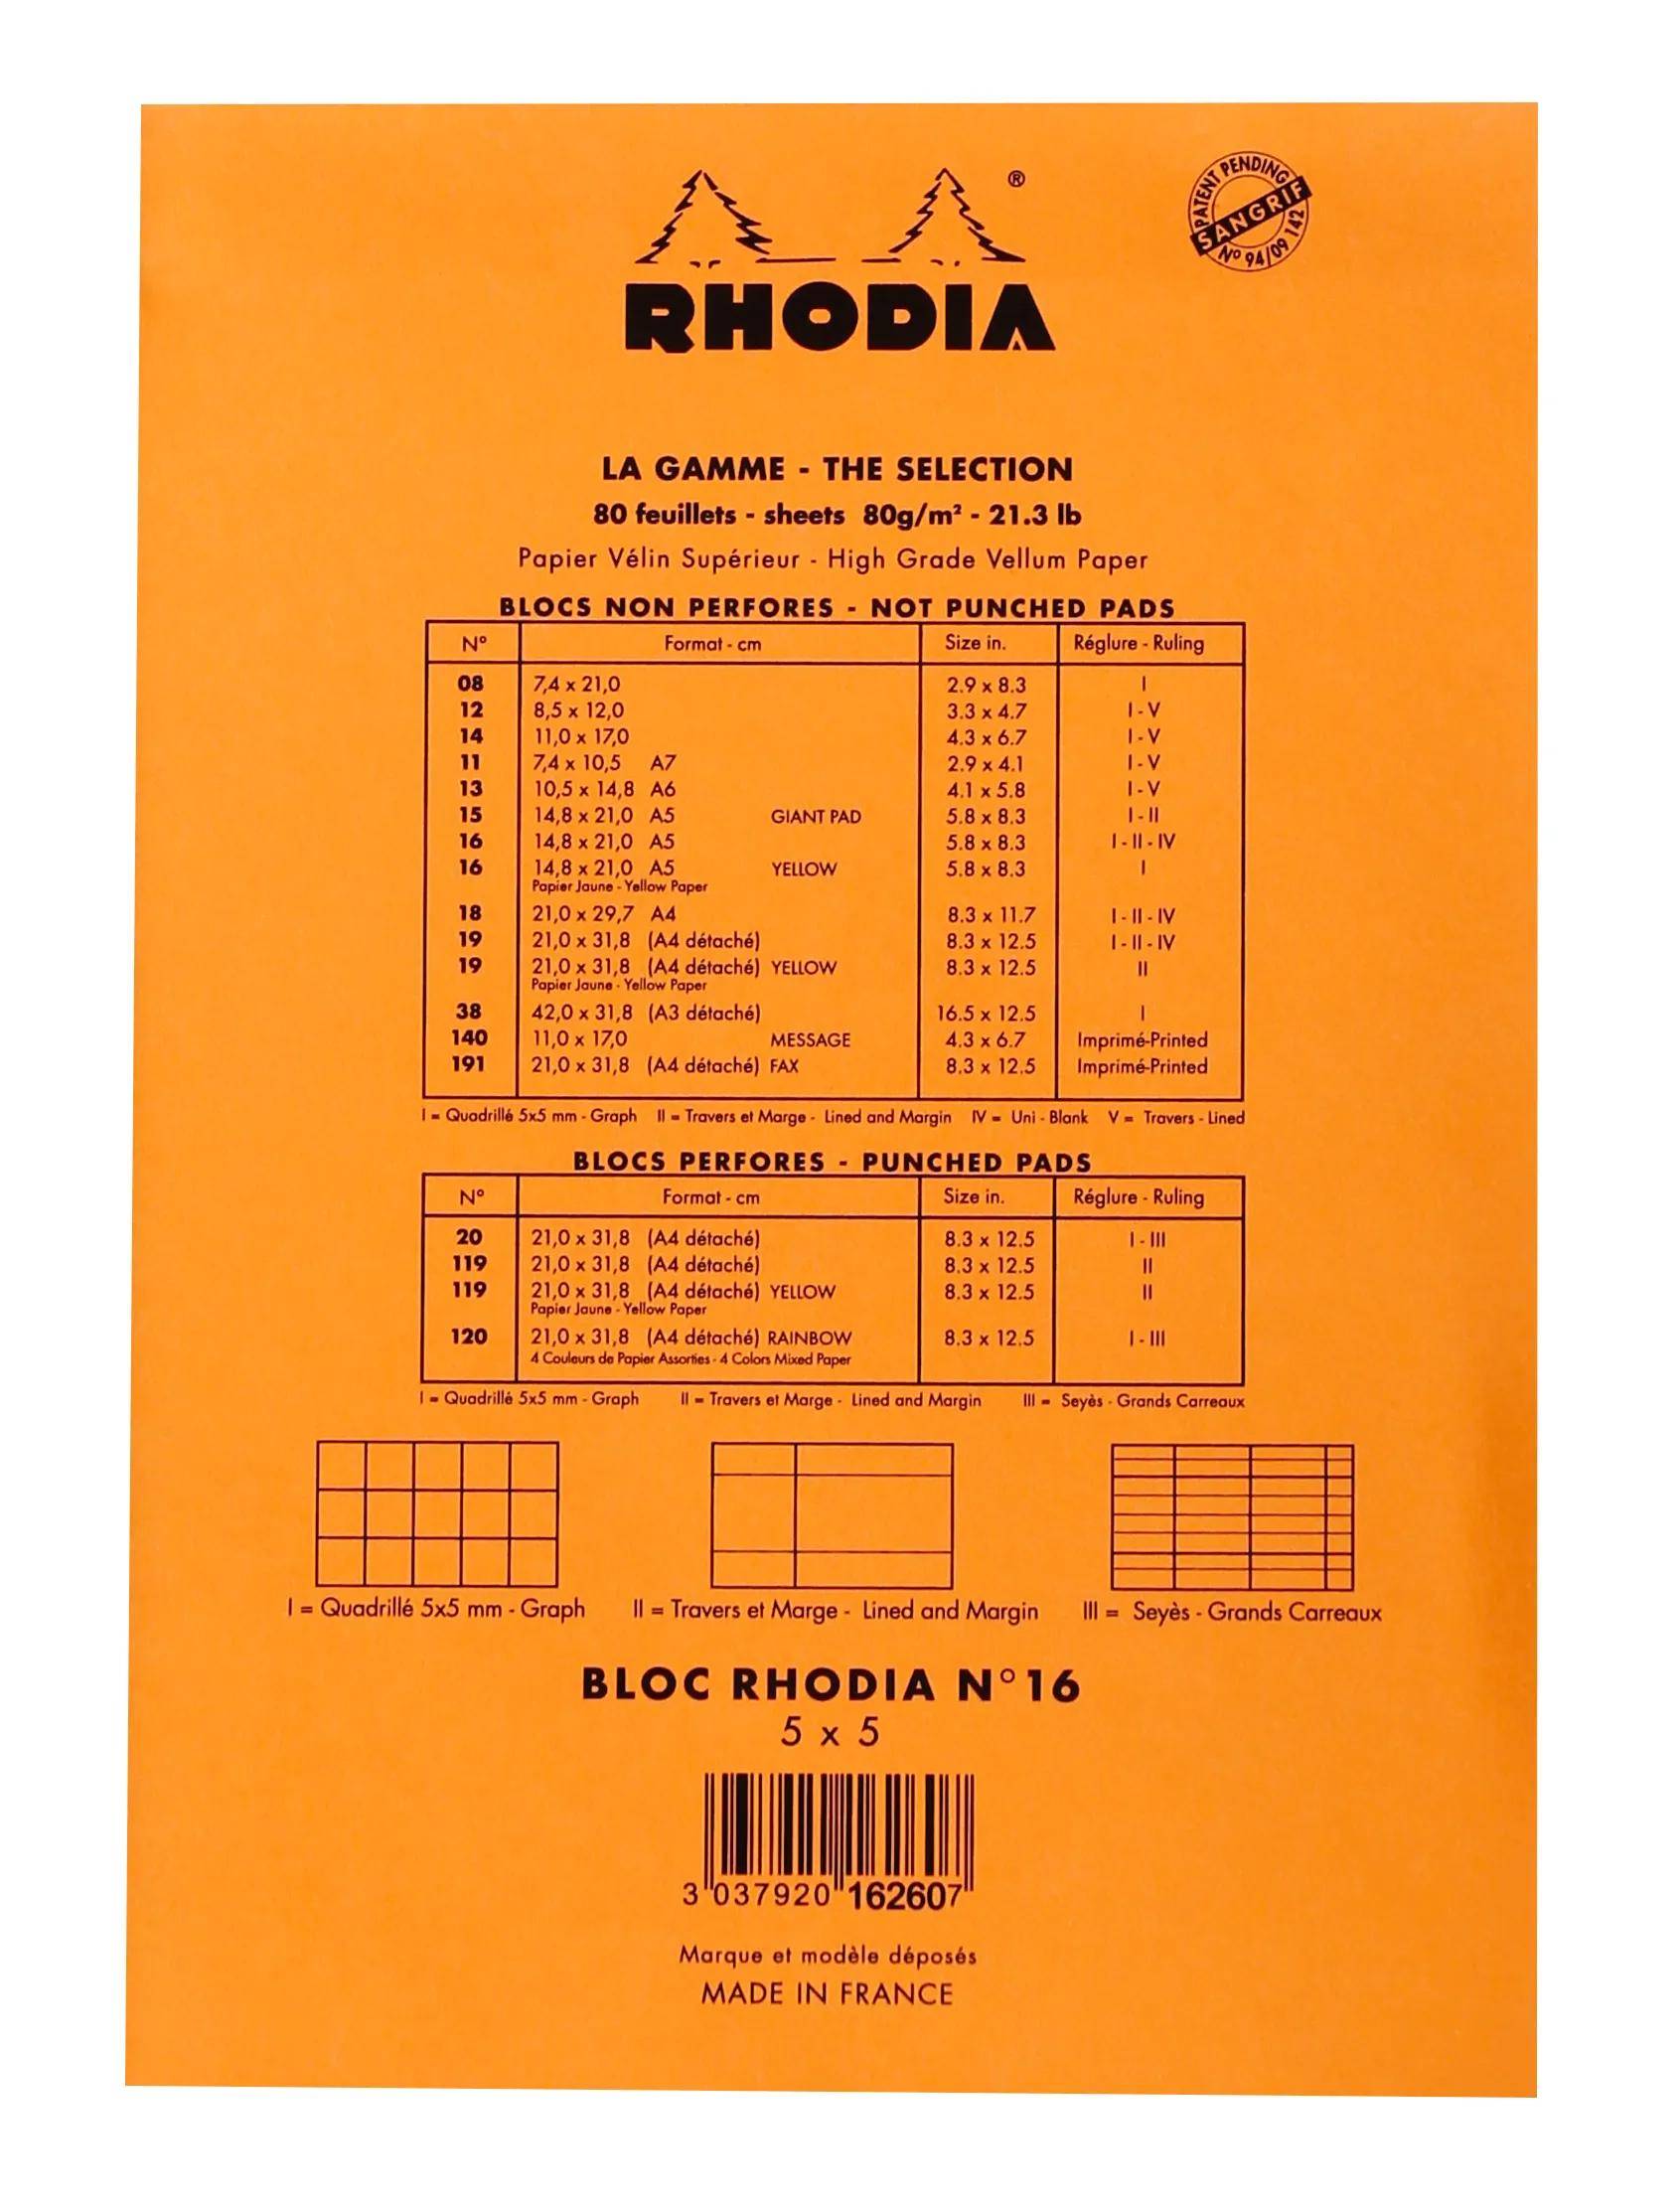 ®
PATENT PENDING
SANGRIF
N° 94/09 142
RHODIA
LA GAMME - THE SELECTION
80 feuillets - sheets 80g/m² - 21.3 lb
Papier Vélin Supérieur - High Grade Vellum Paper
BLOCS NON PERFORES - NOT PUNCHED PADS
N° Format - cm Size in. Réglure - Ruling
08 7,4 x 21,0 2.9 x 8.3 I
12 8,5 x 12,0 3.3 x 4.7 I - V
14 11,0 x 17,0 4.3 x 6.7 I - V
11 7,4 x 10,5 A7 2.9 x 4.1 I - V
13 10,5 x 14,8 A6 4.1 x 5.8 I - V
15 14,8 x 21,0 A5 GIANT PAD 5.8 x 8.3 I - II
16 14,8 x 21,0 A5 5.8 x 8.3 I - II - IV
16 14,8 x 21,0 A5 YELLOW 5.8 x 8.3 I
Papier Jaune - Yellow Paper
18 21,0 x 29,7 A4 8.3 x 11.7 I - II - IV
19 21,0 x 31,8 (A4 détaché) 8.3 x 12.5 I - II - IV
19 21,0 x 31,8 (A4 détaché) YELLOW 8.3 x 12.5 II
Papier Jaune - Yellow Paper
38 42,0 x 31,8 (A3 détaché) 16.5 x 12.5 I
140 11,0 x 17,0 MESSAGE 4.3 x 6.7 Imprimé-Printed
191 21,0 x 31,8 (A4 détaché) FAX 8.3 x 12.5 Imprimé-Printed
I = Quadrillé 5x5 mm - Graph II = Travers et Marge - Lined and Margin IV = Uni - Blank V = Travers - Lined
BLOCS PERFORES - PUNCHED PADS
N° Format - cm Size in. Réglure - Ruling
20 21,0 x 31,8 (A4 détaché) 8.3 x 12.5 I - III
119 21,0 x 31,8 (A4 détaché) 8.3 x 12.5 II
119 21,0 x 31,8 (A4 détaché) YELLOW 8.3 x 12.5 II
Papier Jaune - Yellow Paper
120 21,0 x 31,8 (A4 détaché) RAINBOW 8.3 x 12.5 I - III
4 Couleurs de Papier Assorties - 4 Colors Mixed Paper
I = Quadrillé 5x5 mm - Graph II = Travers et Marge - Lined and Margin III = Seyès - Grands Carreaux
I = Quadrillé 5x5 mm - Graph II = Travers et Marge - Lined and Margin III = Seyès - Grands Carreaux
BLOC RHODIA N° 16
5 x 5
3 037920 162607
Marque et modèle déposés
MADE IN FRANCE